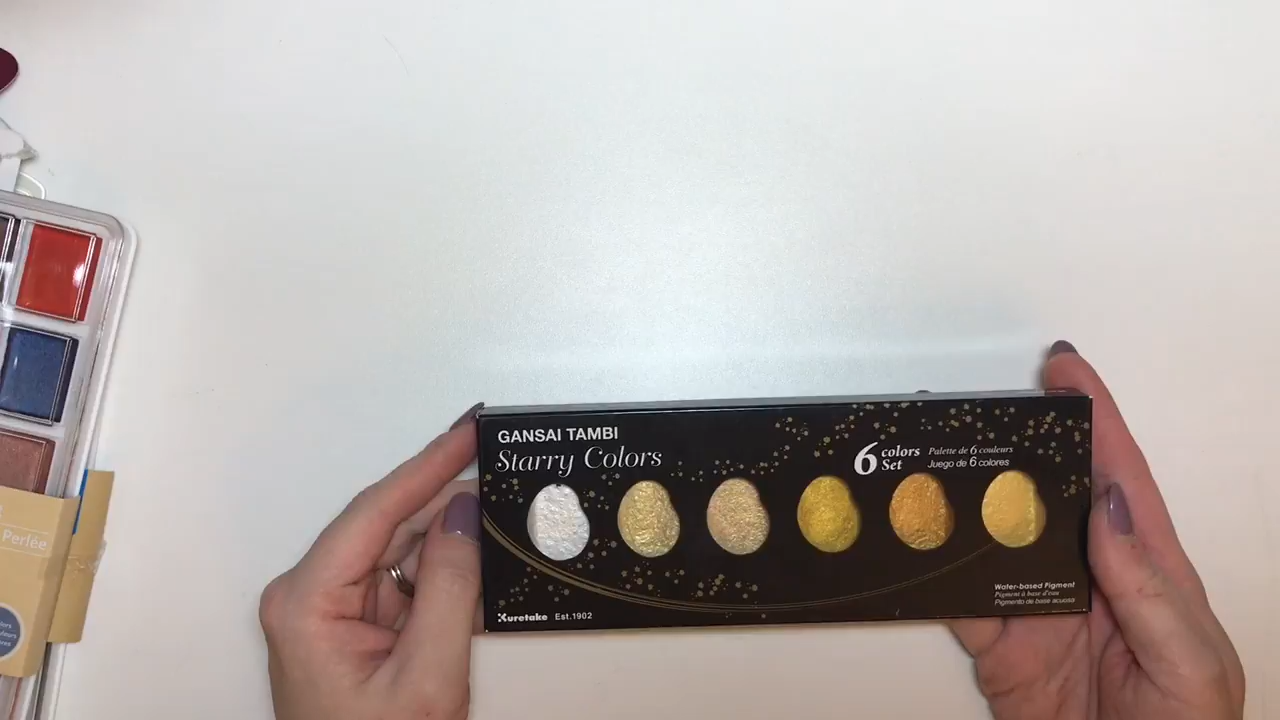 GANSAI TAMBI
Starry Colors
6 colors Set
Palette de 6 couleurs
Juego de 6 colores
Water-based Pigment
Pigment à base d'eau
Pigmento de base acuosa
Kuretake Est.1902
Perlée